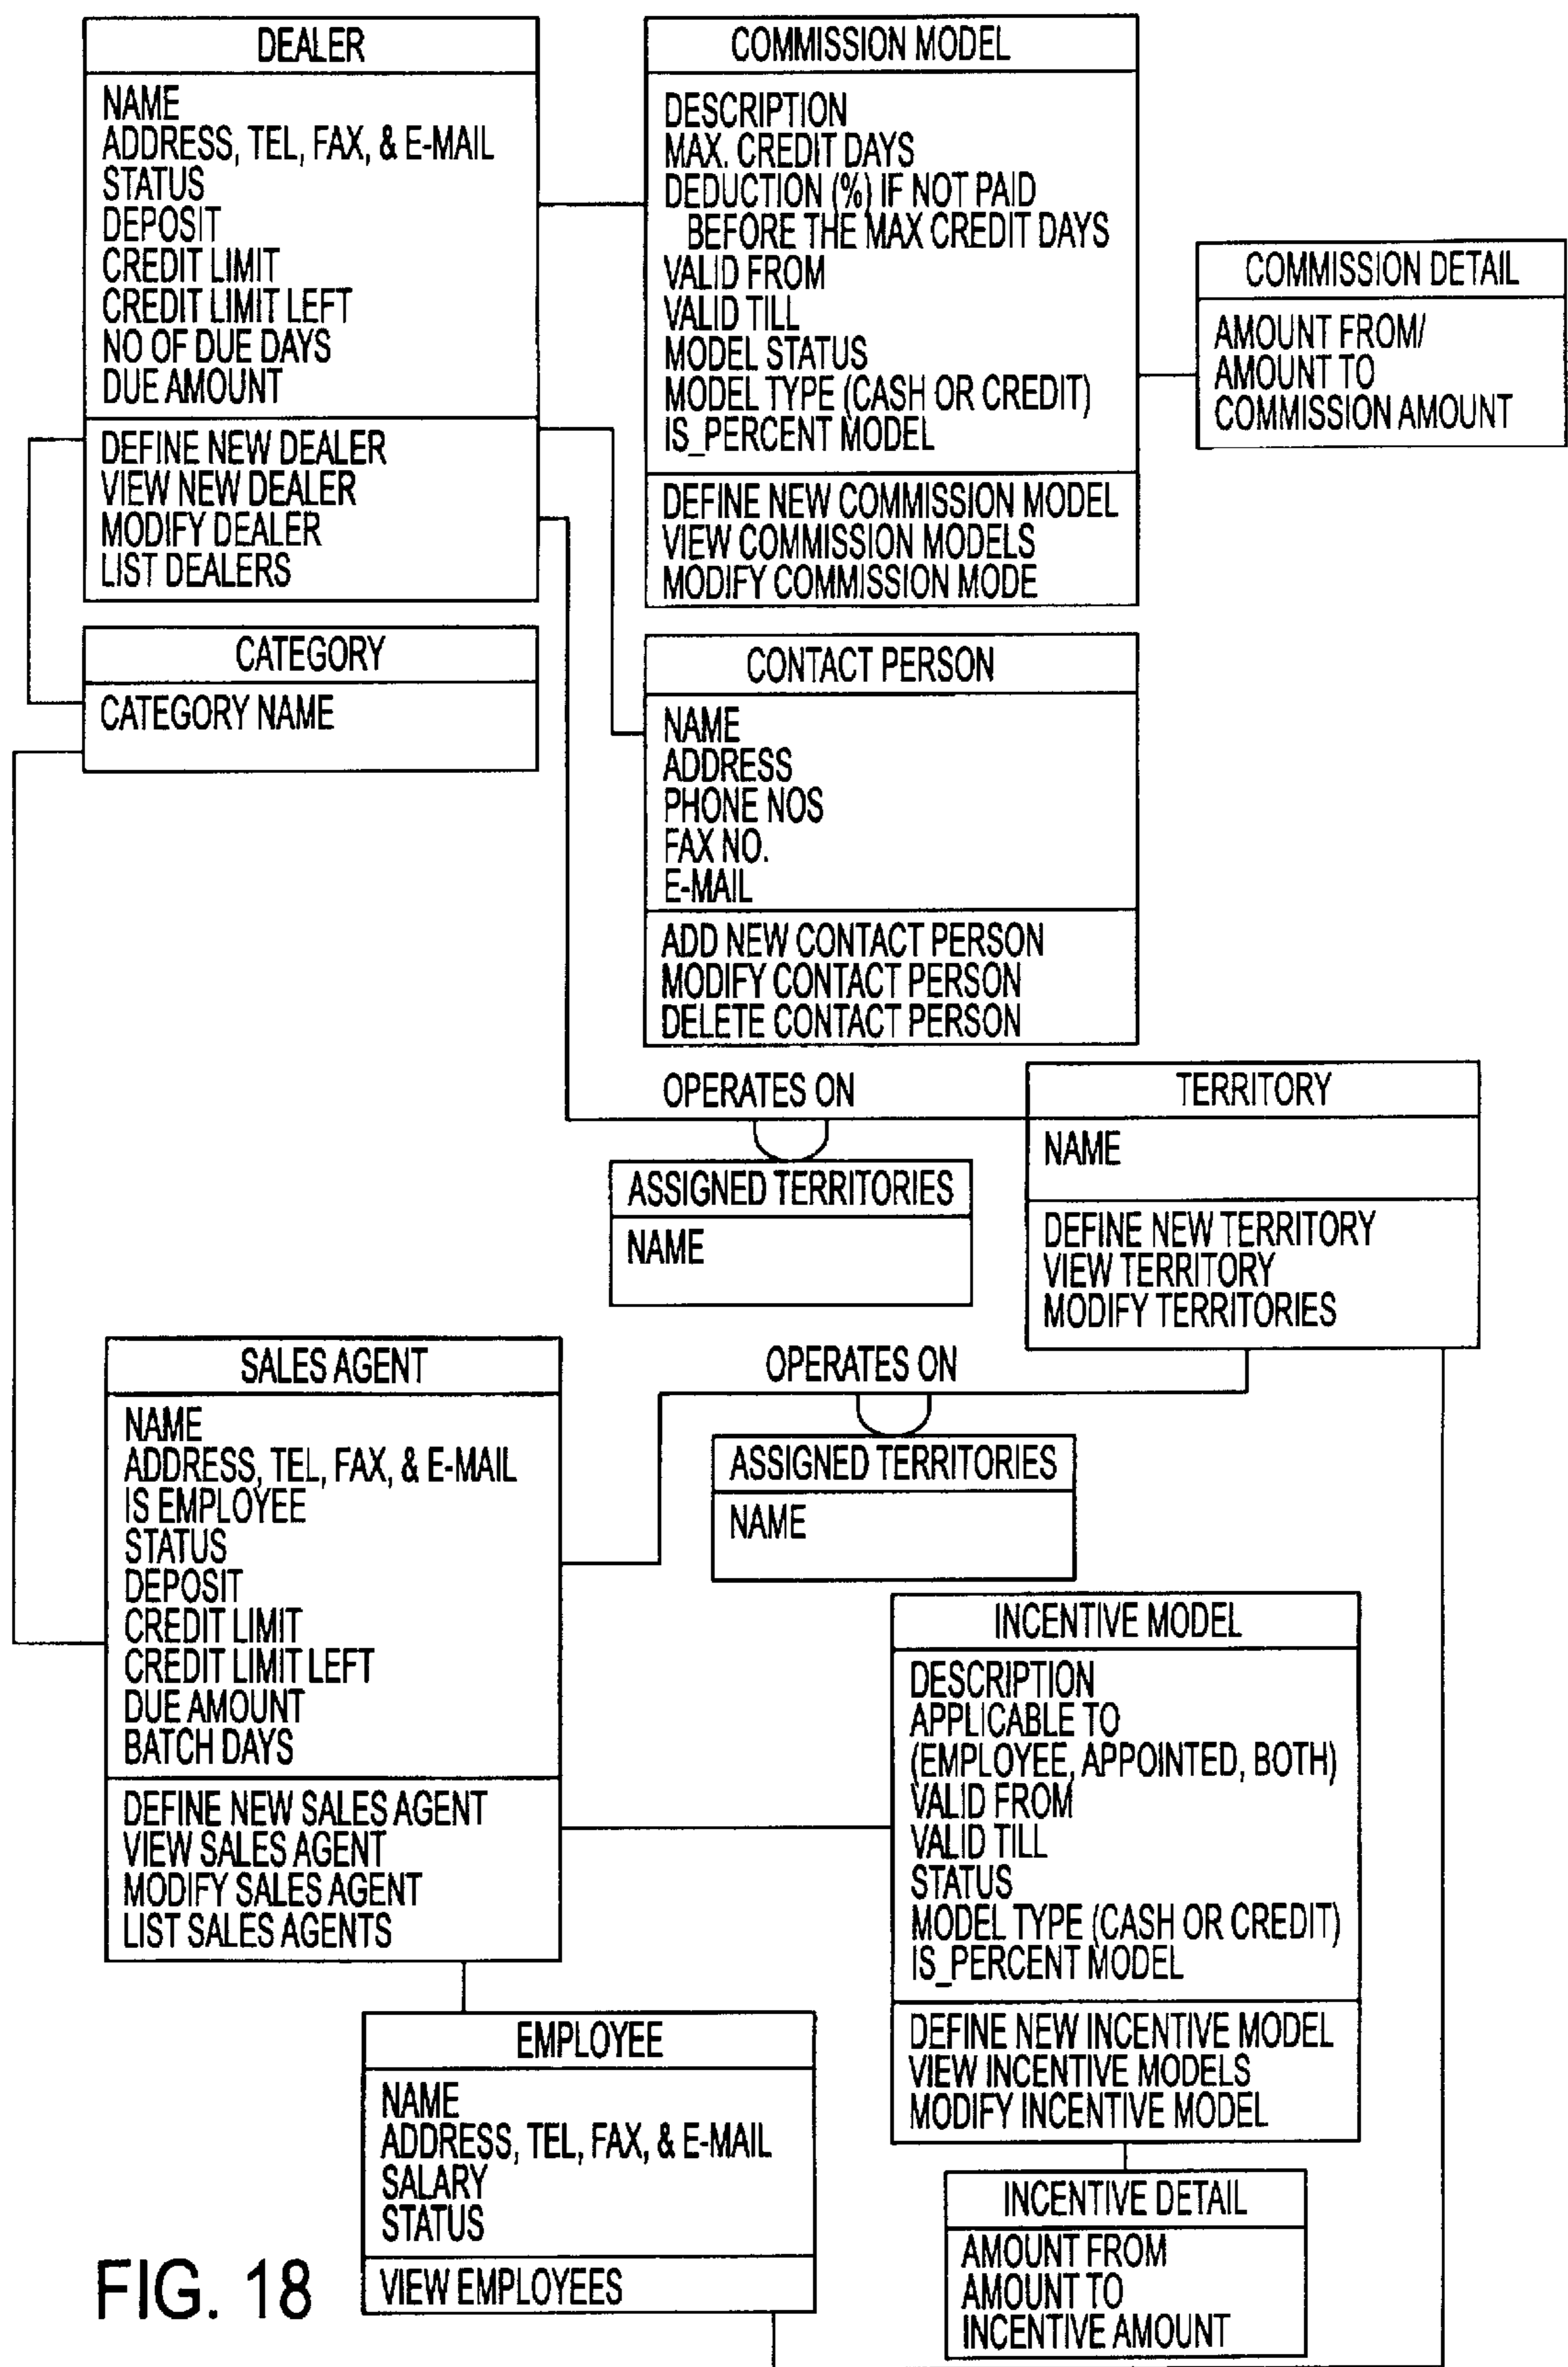 DEALER
NAME
ADDRESS, TEL, FAX, & E-MAIL
STATUS
DEPOSIT
CREDIT LIMIT
CREDIT LIMIT LEFT
NO OF DUE DAYS
DUE AMOUNT
DEFINE NEW DEALER
VIEW NEW DEALER
MODIFY DEALER
LIST DEALERS
COMMISSION MODEL
DESCRIPTION
MAX. CREDIT DAYS
DEDUCTION (%) IF NOT PAID
BEFORE THE MAX CREDIT DAYS
VALID FROM
VALID TILL
MODEL STATUS
MODEL TYPE (CASH OR CREDIT)
IS_PERCENT MODEL
DEFINE NEW COMMISSION MODEL
VIEW COMMISSION MODELS
MODIFY COMMISSION MODE
COMMISSION DETAIL
AMOUNT FROM/
AMOUNT TO
COMMISSION AMOUNT
CATEGORY
CATEGORY NAME
CONTACT PERSON
NAME
ADDRESS
PHONE NOS
FAX NO.
E-MAIL
ADD NEW CONTACT PERSON
MODIFY CONTACT PERSON
DELETE CONTACT PERSON
OPERATES ON
ASSIGNED TERRITORIES
NAME
TERRITORY
NAME
DEFINE NEW TERRITORY
VIEW TERRITORY
MODIFY TERRITORIES
SALES AGENT
NAME
ADDRESS, TEL, FAX, & E-MAIL
IS EMPLOYEE
STATUS
DEPOSIT
CREDIT LIMIT
CREDIT LIMIT LEFT
DUE AMOUNT
BATCH DAYS
DEFINE NEW SALES AGENT
VIEW SALES AGENT
MODIFY SALES AGENT
LIST SALES AGENTS
OPERATES ON
ASSIGNED TERRITORIES
NAME
INCENTIVE MODEL
DESCRIPTION
APPLICABLE TO
(EMPLOYEE, APPOINTED, BOTH)
VALID FROM
VALID TILL
STATUS
MODEL TYPE (CASH OR CREDIT)
IS_PERCENT MODEL
DEFINE NEW INCENTIVE MODEL
VIEW INCENTIVE MODELS
MODIFY INCENTIVE MODEL
EMPLOYEE
NAME
ADDRESS, TEL, FAX, & E-MAIL
SALARY
STATUS
VIEW EMPLOYEES
INCENTIVE DETAIL
AMOUNT FROM
AMOUNT TO
INCENTIVE AMOUNT
FIG. 18